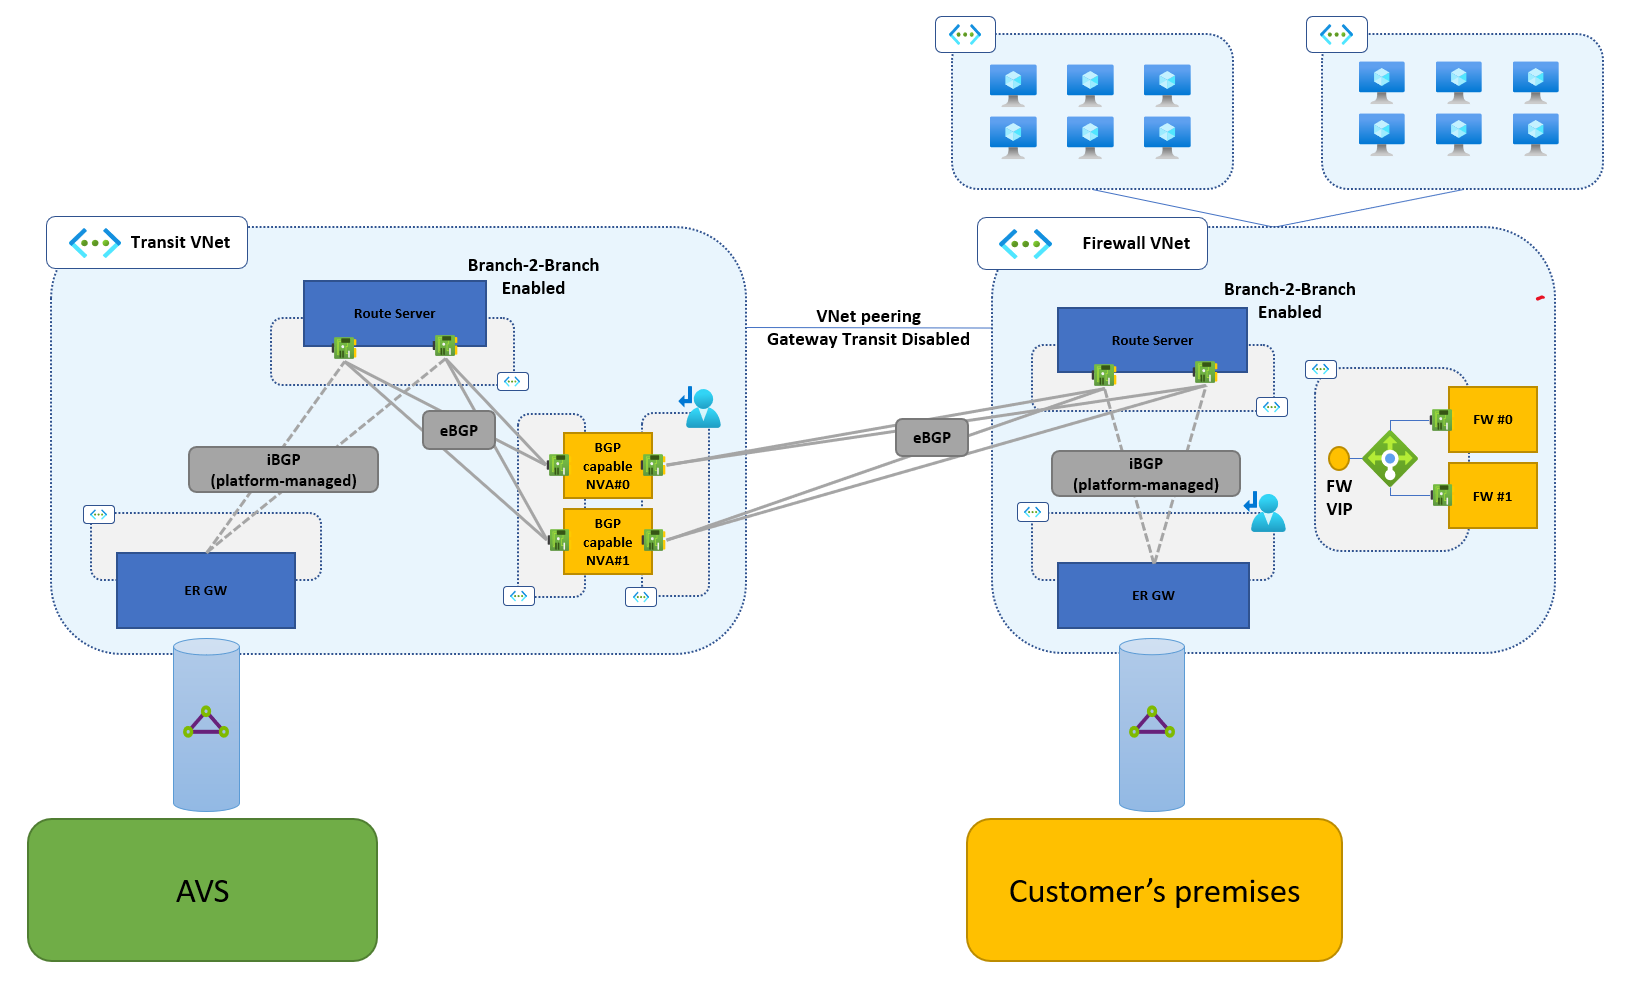 Transit VNet
Branch-2-Branch
Enabled
Route Server
eBGP
iBGP
(platform-managed)
BGP
capable
NVA#0
BGP
capable
NVA#1
ER GW
AVS
VNet peering
Gateway Transit Disabled
eBGP
Firewall VNet
Branch-2-Branch
Enabled
Route Server
iBGP
(platform-managed)
FW
VIP
FW #0
FW #1
ER GW
Customer’s premises